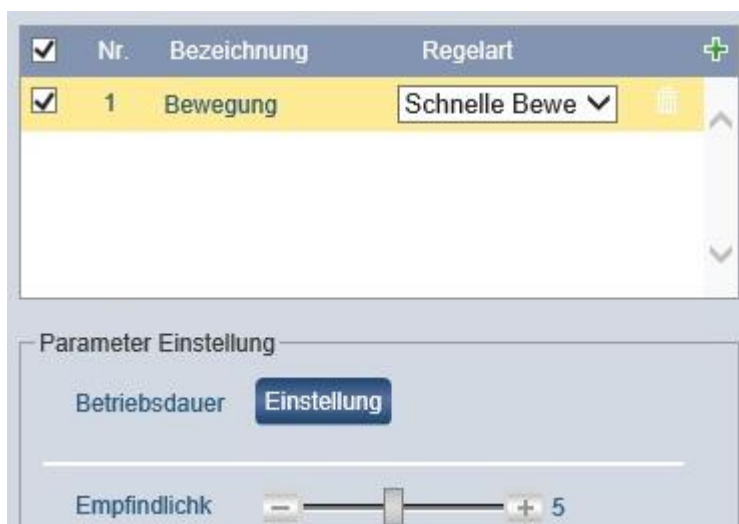 Nr. Bezeichnung Regelart
1 Bewegung Schnelle Bewe
Parameter Einstellung
Betriebsdauer Einstellung
Empfindlichk 5